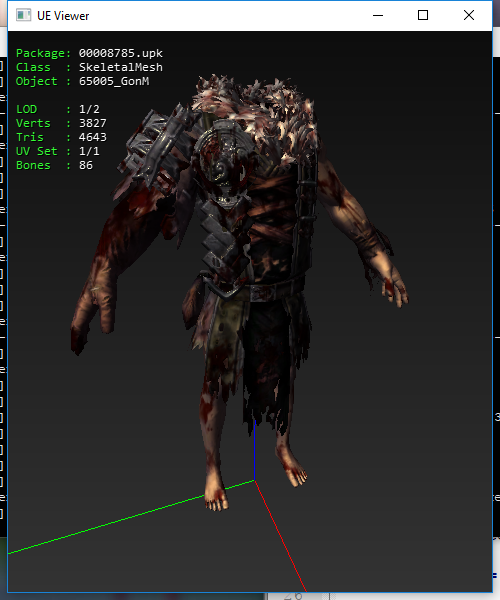 UE Viewer
Package: 00008785.upk
Class : SkeletalMesh
Object : 65005_GonM
LOD : 1/2
Verts : 3827
Tris : 4643
UV Set : 1/1
Bones : 86